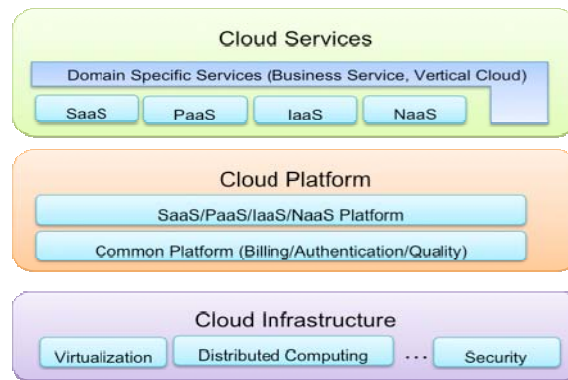 Cloud Services
Domain Specific Services (Business Service, Vertical Cloud)
SaaS PaaS IaaS NaaS
Cloud Platform
SaaS/PaaS/IaaS/NaaS Platform
Common Platform (Billing/Authentication/Quality)
Cloud Infrastructure
Virtualization Distributed Computing ... Security